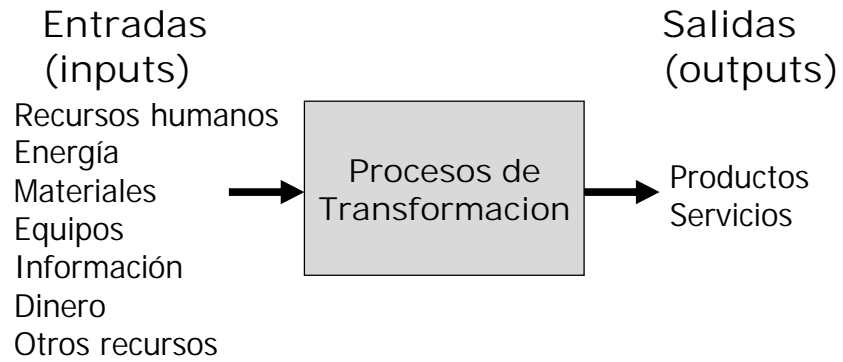 Entradas
(inputs)
Recursos humanos
Energía
Materiales
Equipos
Información
Dinero
Otros recursos
Procesos de
Transformacion
Salidas
(outputs)
Productos
Servicios